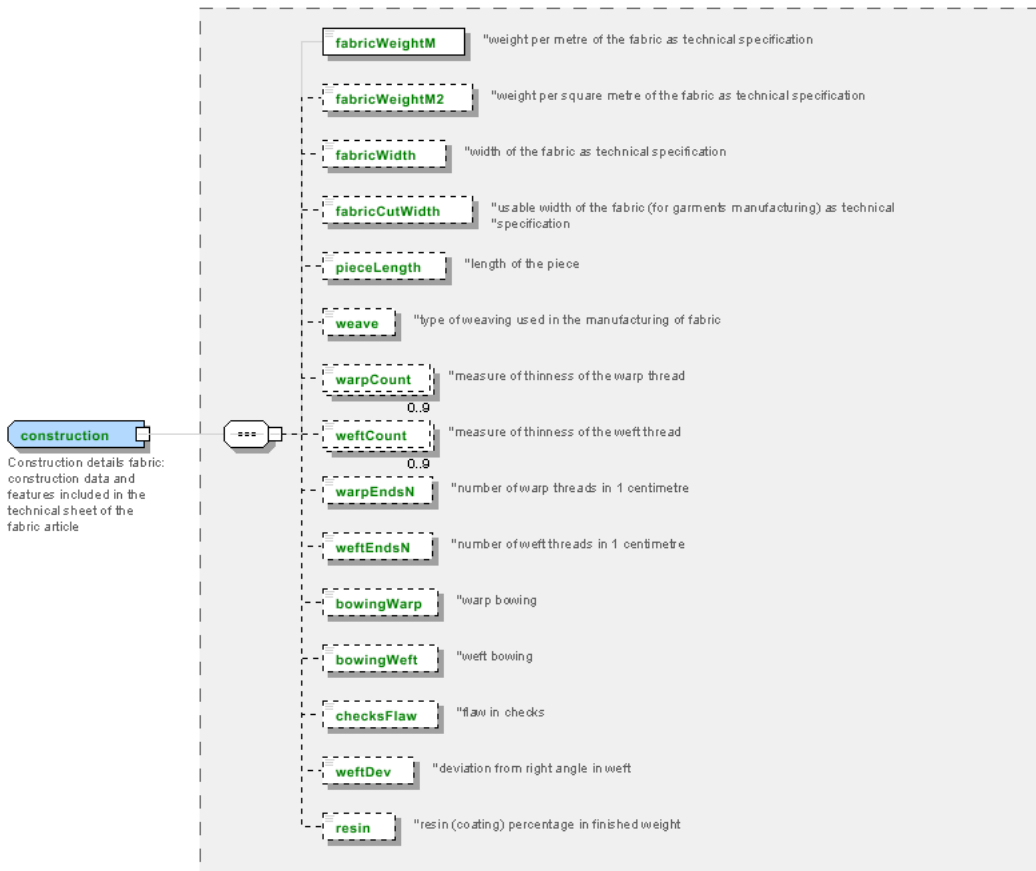 fabricWeightM "weight per metre of the fabric as technical specification
fabricWeightM2 "weight per square metre of the fabric as technical specification
fabricWidth "width of the fabric as technical specification
fabricCutWidth "usable width of the fabric (for garments manufacturing) as technical
"specification
pieceLength "length of the piece
weave "type of weaving used in the manufacturing of fabric
warpCount "measure of thinness of the warp thread
0..9
weftCount "measure of thinness of the weft thread
0..9
construction
Construction details fabric:
construction data and
features included in the
technical sheet of the
fabric article
warpEndsN "number of warp threads in 1 centimetre
weftEndsN "number of weft threads in 1 centimetre
bowingWarp "warp bowing
bowingWeft "weft bowing
checksFlaw "flaw in checks
weftDev "deviation from right angle in weft
resin "resin (coating) percentage in finished weight